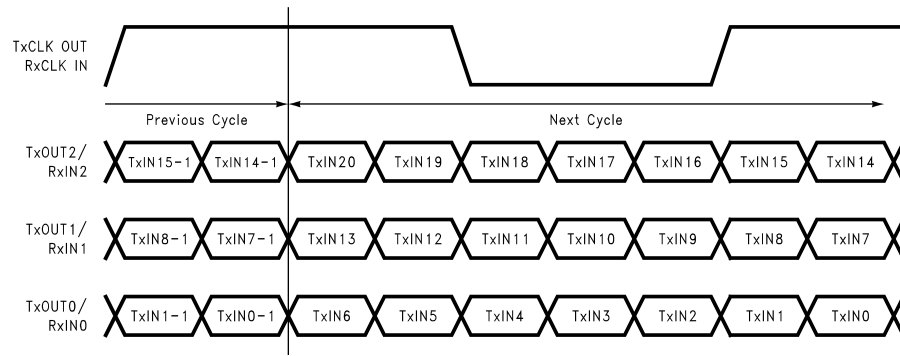 TxCLK OUT
RxCLK IN
Previous Cycle Next Cycle
TxOUT2/
RxIN2
TxIN15-1 TxIN14-1 TxIN20 TxIN19 TxIN18 TxIN17 TxIN16 TxIN15 TxIN14
TxOUT1/
RxIN1
TxIN8-1 TxIN7-1 TxIN13 TxIN12 TxIN11 TxIN10 TxIN9 TxIN8 TxIN7
TxOUT0/
RxIN0
TxIN1-1 TxIN0-1 TxIN6 TxIN5 TxIN4 TxIN3 TxIN2 TxIN1 TxIN0